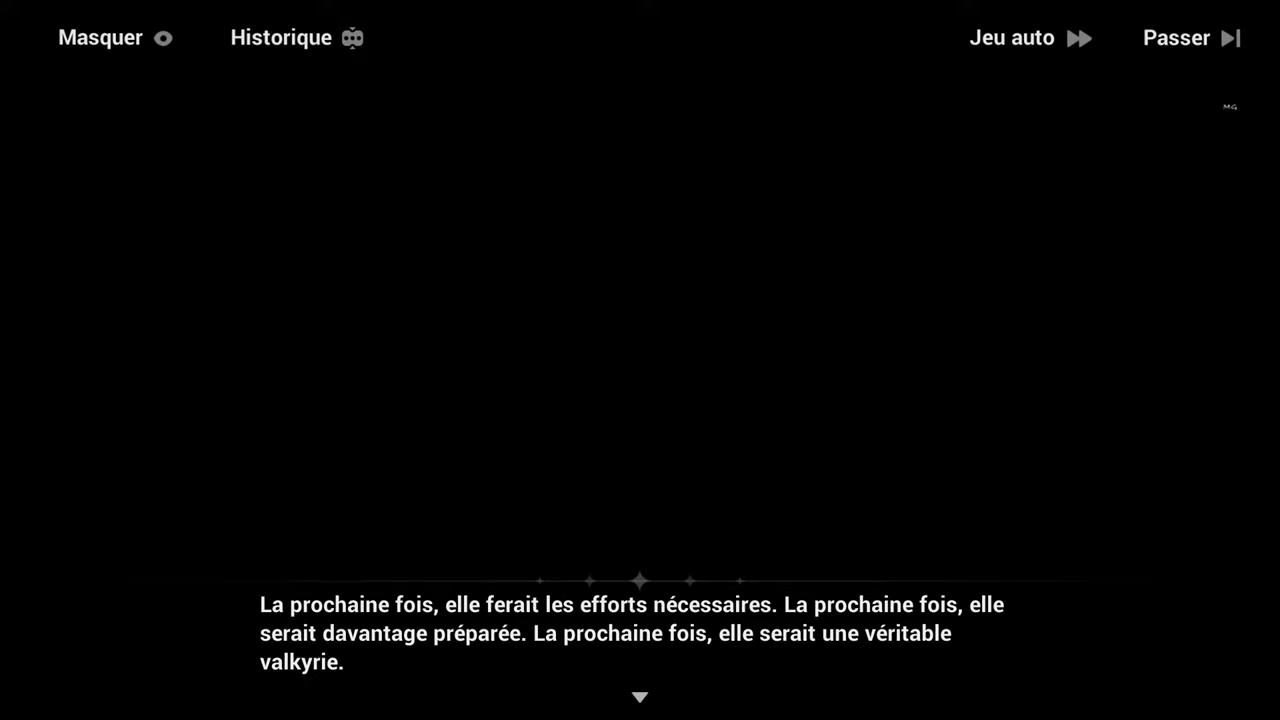 Masquer
Historique
Jeu auto
Passer
MG
La prochaine fois, elle ferait les efforts nécessaires. La prochaine fois, elle
serait davantage préparée. La prochaine fois, elle serait une véritable
valkyrie.